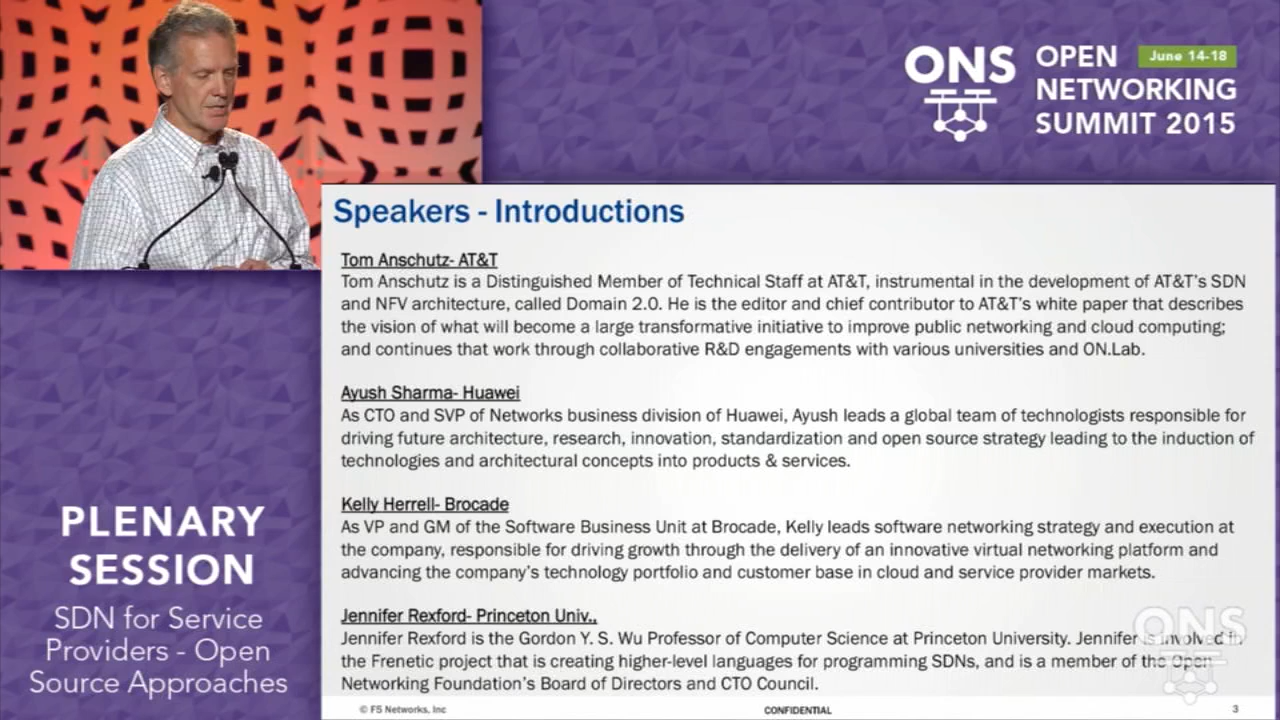 ONS
OPEN
June 14-18
NETWORKING
SUMMIT 2015
Speakers - Introductions
Tom Anschutz- AT&T
Tom Anschutz is a Distinguished Member of Technical Staff at AT&T, instrumental in the development of AT&T's SDN
and NFV architecture, called Domain 2.0. He is the editor and chief contributor to AT&T's white paper that describes
the vision of what will become a large transformative initiative to improve public networking and cloud computing;
and continues that work through collaborative R&D engagements with various universities and ON.Lab.
Ayush Sharma- Huawei
As CTO and SVP of Networks business division of Huawei, Ayush leads a global team of technologists responsible for
driving future architecture, research, innovation, standardization and open source strategy leading to the induction of
technologies and architectural concepts into products & services.
Kelly Herrell- Brocade
As VP and GM of the Software Business Unit at Brocade, Kelly leads software networking strategy and execution at
the company, responsible for driving growth through the delivery of an innovative virtual networking platform and
advancing the company's technology portfolio and customer base in cloud and service provider markets.
Jennifer Rexford- Princeton Univ.,
Jennifer Rexford is the Gordon Y. S. Wu Professor of Computer Science at Princeton University. Jennifer is involved in
the Frenetic project that is creating higher-level languages for programming SDNs, and is a member of the Open
Networking Foundation's Board of Directors and CTO Council.
© F5 Networks, Inc
CONFIDENTIAL
3
ONS
PLENARY
SESSION
SDN for Service
Providers - Open
Source Approaches